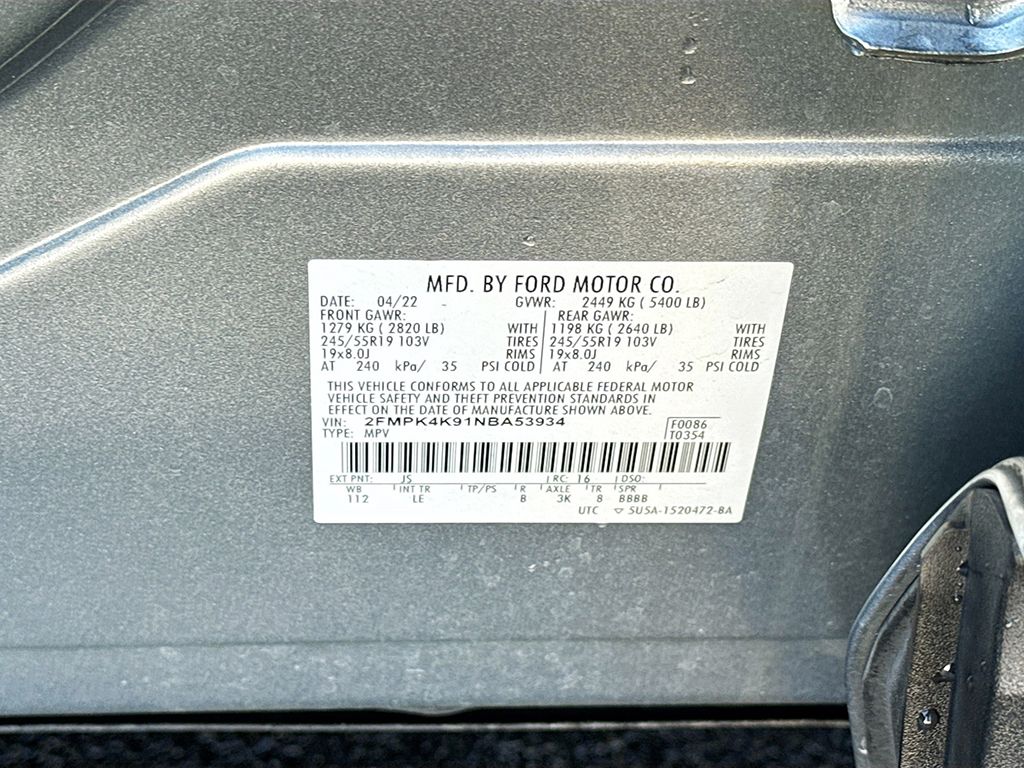 MFD. BY FORD MOTOR CO.
DATE: 04/22 GVWR: 2449 KG ( 5400 LB)
FRONT GAWR: REAR GAWR:
1279 KG ( 2820 LB) WITH 1198 KG ( 2640 LB) WITH
245/55R19 103V TIRES 245/55R19 103V TIRES
19x8.0J RIMS 19x8.0J RIMS
AT 240 kPa/ 35 PSI COLD AT 240 kPa/ 35 PSI COLD
THIS VEHICLE CONFORMS TO ALL APPLICABLE FEDERAL MOTOR
VEHICLE SAFETY AND THEFT PREVENTION STANDARDS IN
EFFECT ON THE DATE OF MANUFACTURE SHOWN ABOVE.
VIN: 2FMPK4K91NBA53934 F0086
TYPE: MPV T0354
EXT PNT: JS RC: 16 DSO:
WB INT TR TP/PS R AXLE TR SPR
112 LE B 3K 8 BBBB
UTC ▽ 5U5A-1520472-BA